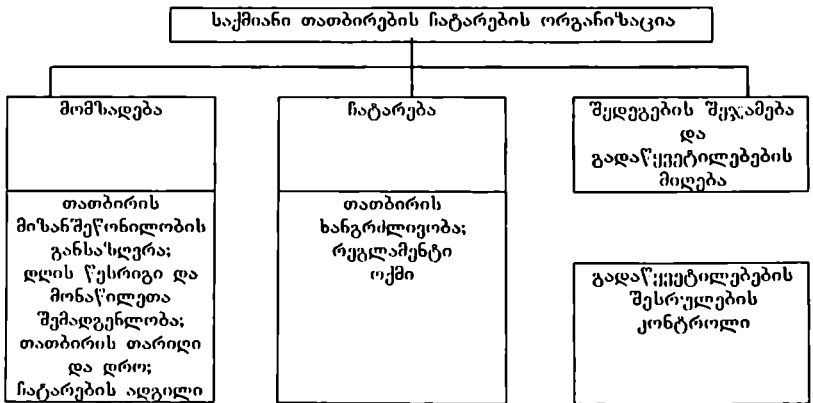 საქმიანი თათბირების ჩატარების ორგანიზაცია
მომზადება
თათბირის
მიზანშეწონილობის
განსაზღვრა;
დღის წესრიგი და
მონაწილეთა
შემადგენლობა;
თათბირის თარიღი
და დრო;
ჩატარების ადგილი
ჩატარება
თათბირის
ხანგრძლივობა;
რეგლამენტი
ოქმი
შედეგების შეჯამება
და
გადაწყვეტილებების
მიღება
გადაწყვეტილებების
შესრულების
კონტროლი